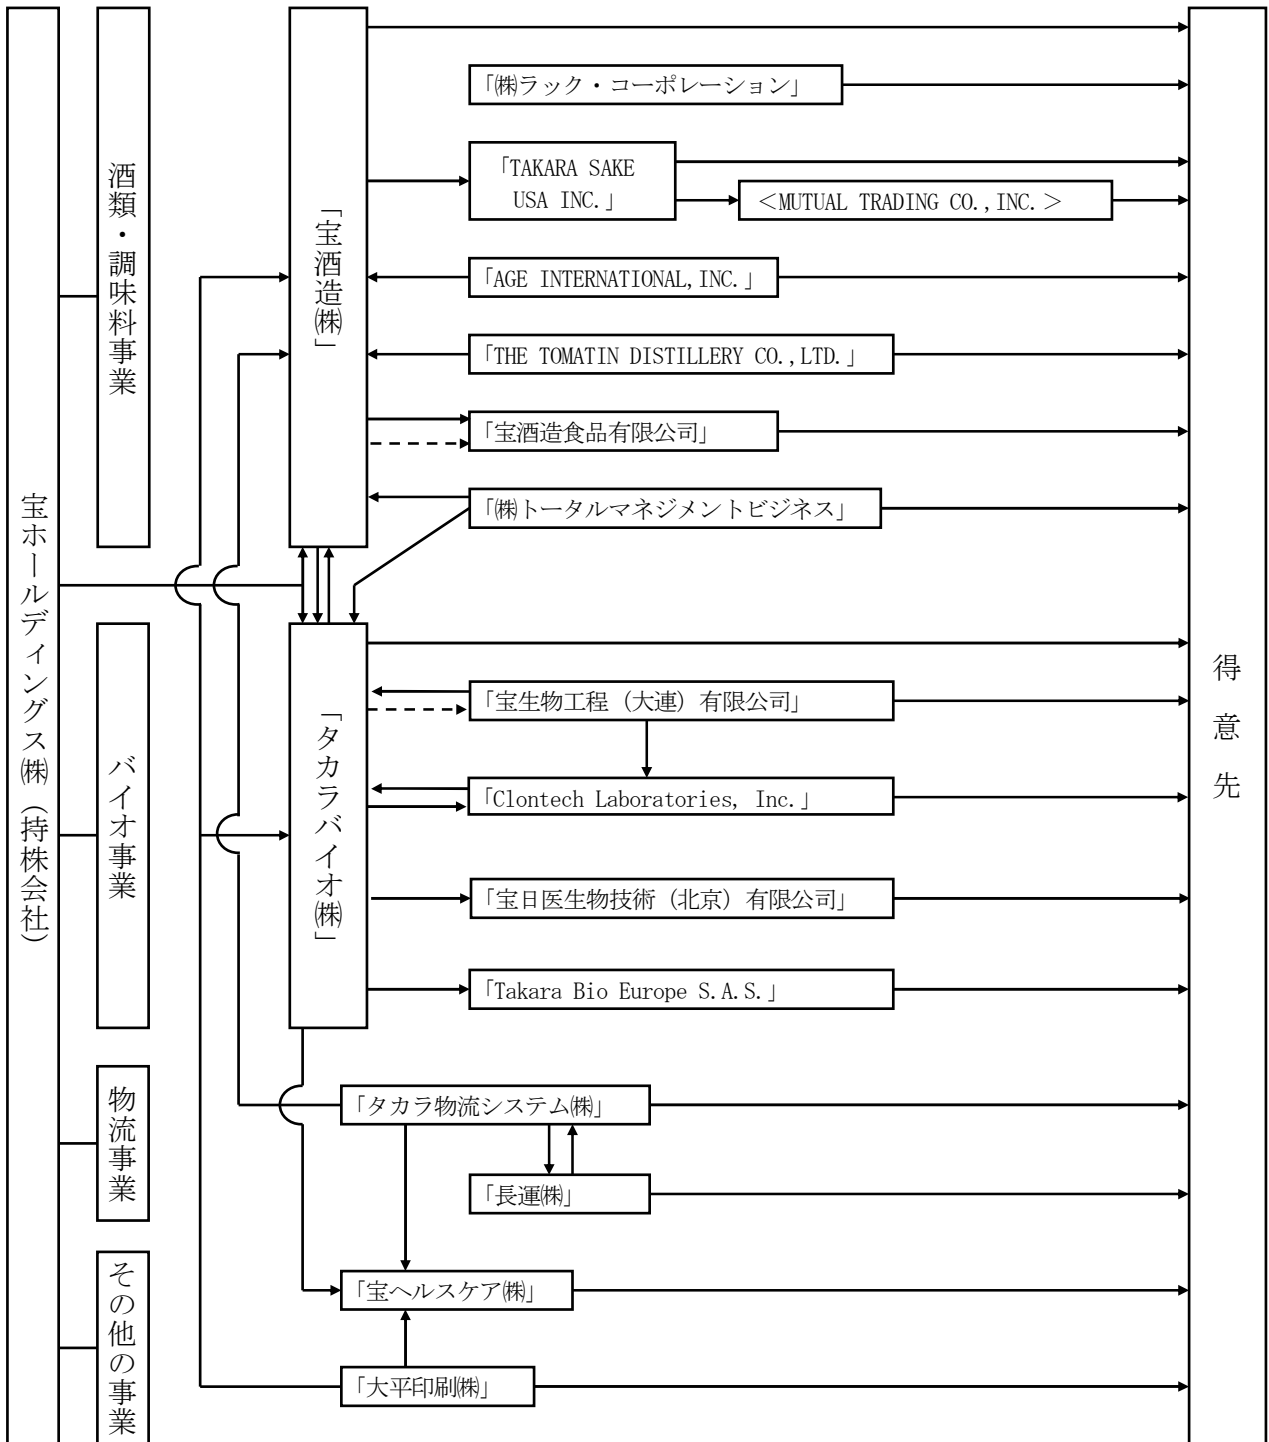 宝ホールディングス㈱（持株会社）
酒類・調味料事業
「宝酒造㈱」
「㈱ラック・コーポレーション」
「TAKARA SAKE
USA INC.」
＜MUTUAL TRADING CO.,INC.＞
「AGE INTERNATIONAL,INC.」
「THE TOMATIN DISTILLERY CO.,LTD.」
「宝酒造食品有限公司」
「㈱トータルマネジメントビジネス」
バイオ事業
「タカラバイオ㈱」
「宝生物工程（大連）有限公司」
「Clontech Laboratories, Inc.」
「宝日医生物技術（北京）有限公司」
「Takara Bio Europe S.A.S.」
物流事業
「タカラ物流システム㈱」
「長運㈱」
その他の事業
「宝ヘルスケア㈱」
「大平印刷㈱」
得意先